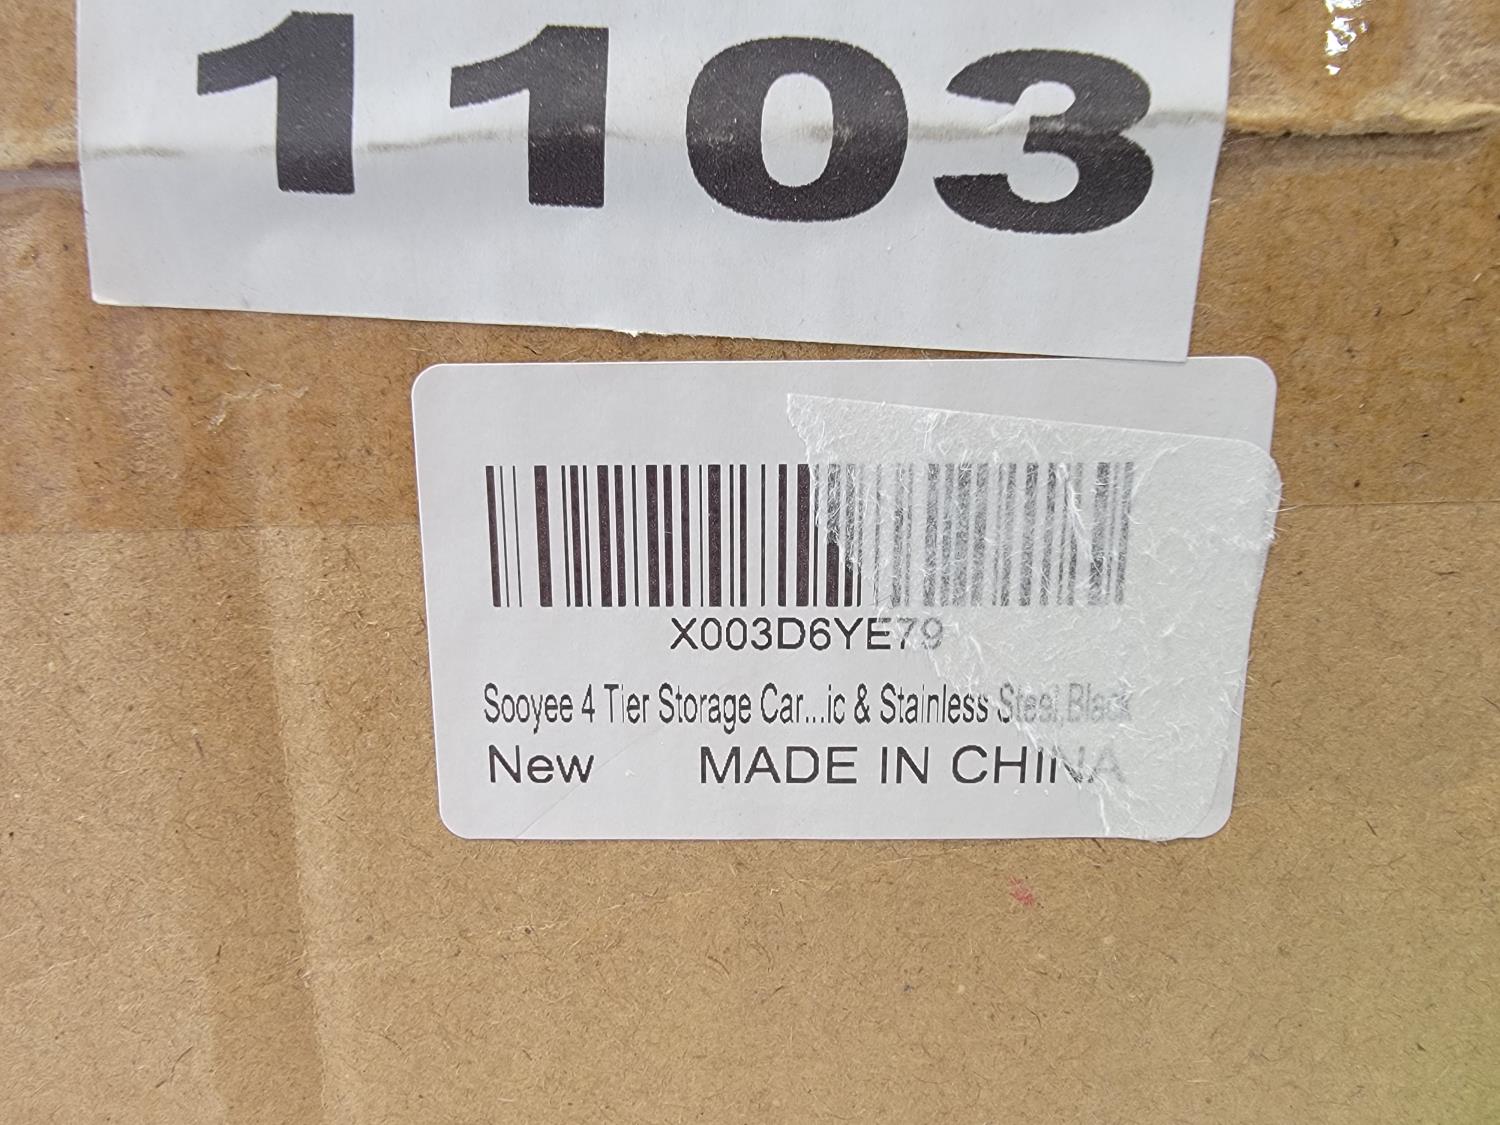 1103
X003D6YE79
Sooyee 4 Tier Storage Car...ic & Stainless Steel,Black
New MADE IN CHINA